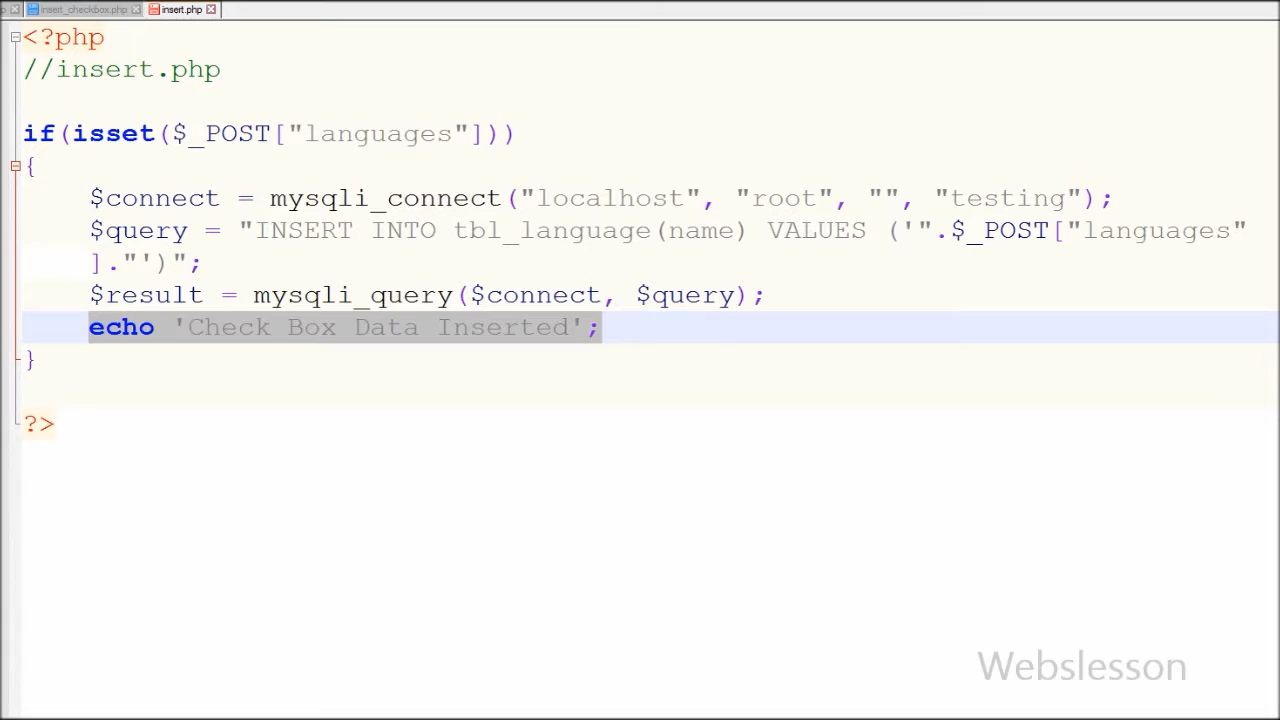 insert_checkbox.php insert.php
<?php
//insert.php
if(isset($_POST["languages"]))
{
$connect = mysqli_connect("localhost", "root", "", "testing");
$query = "INSERT INTO tbl_language(name) VALUES ('".$_POST["languages"
]."')";
$result = mysqli_query($connect, $query);
echo 'Check Box Data Inserted';
}
?>
Webslesson